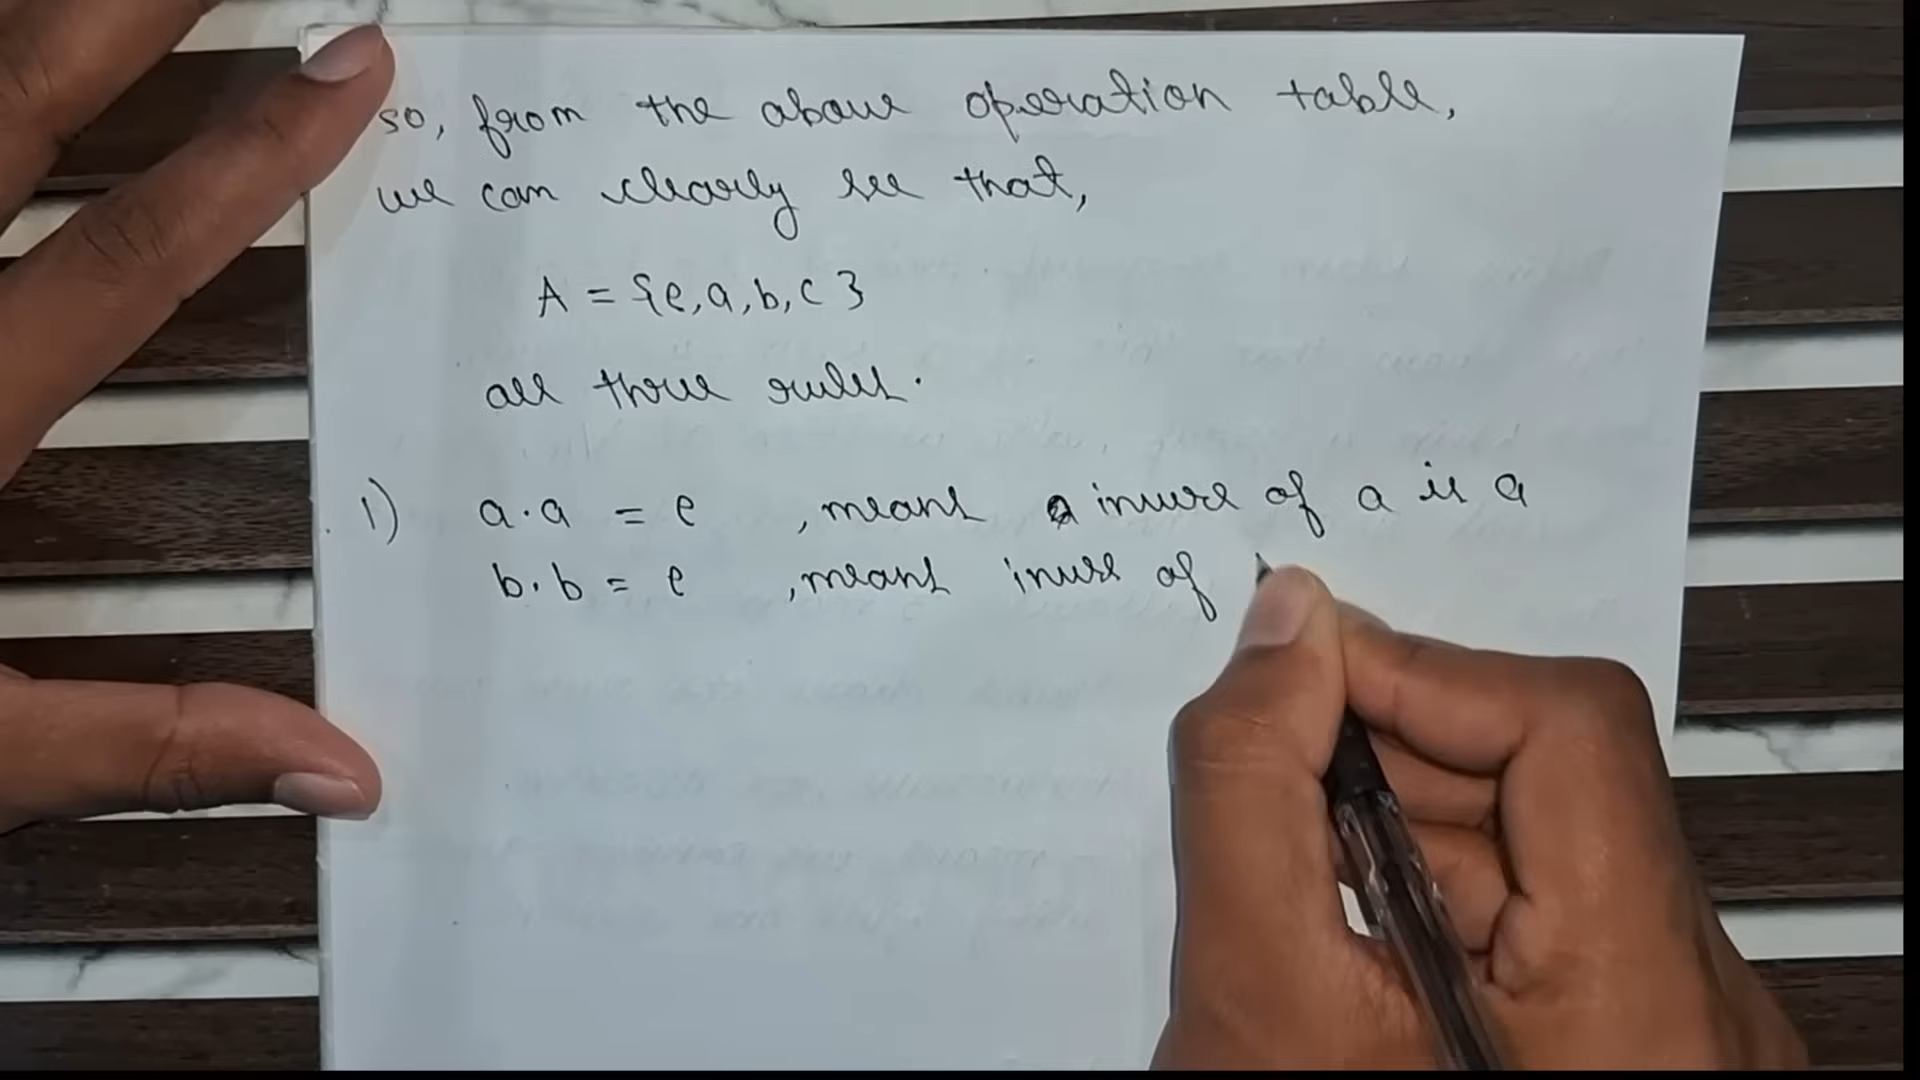 so, from the above operation table,
we can clearly see that,
A = {e, a, b, c}
all three rules.
1) a.a = e , means inverse of a is a
b.b = e , means inverse of